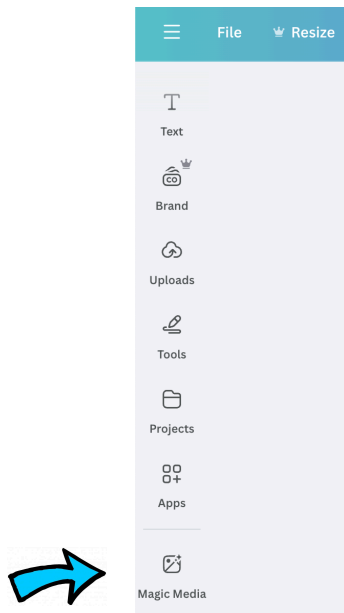 File Resize
Text
Brand
Uploads
Tools
Projects
Apps
Magic Media